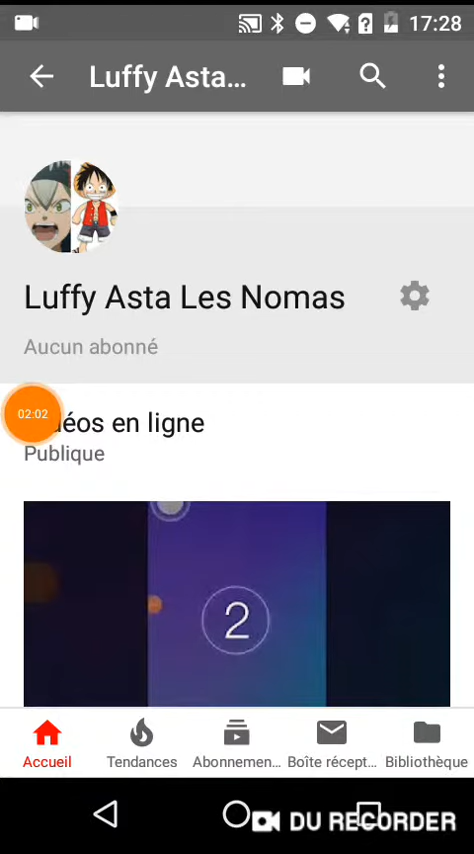 17:28
Luffy Asta...
Luffy Asta Les Nomas
Aucun abonné
02:02
déos en ligne
Publique
2
Accueil
Tendances
Abonnemen...
Boîte récept...
Bibliothèque
DU RECORDER